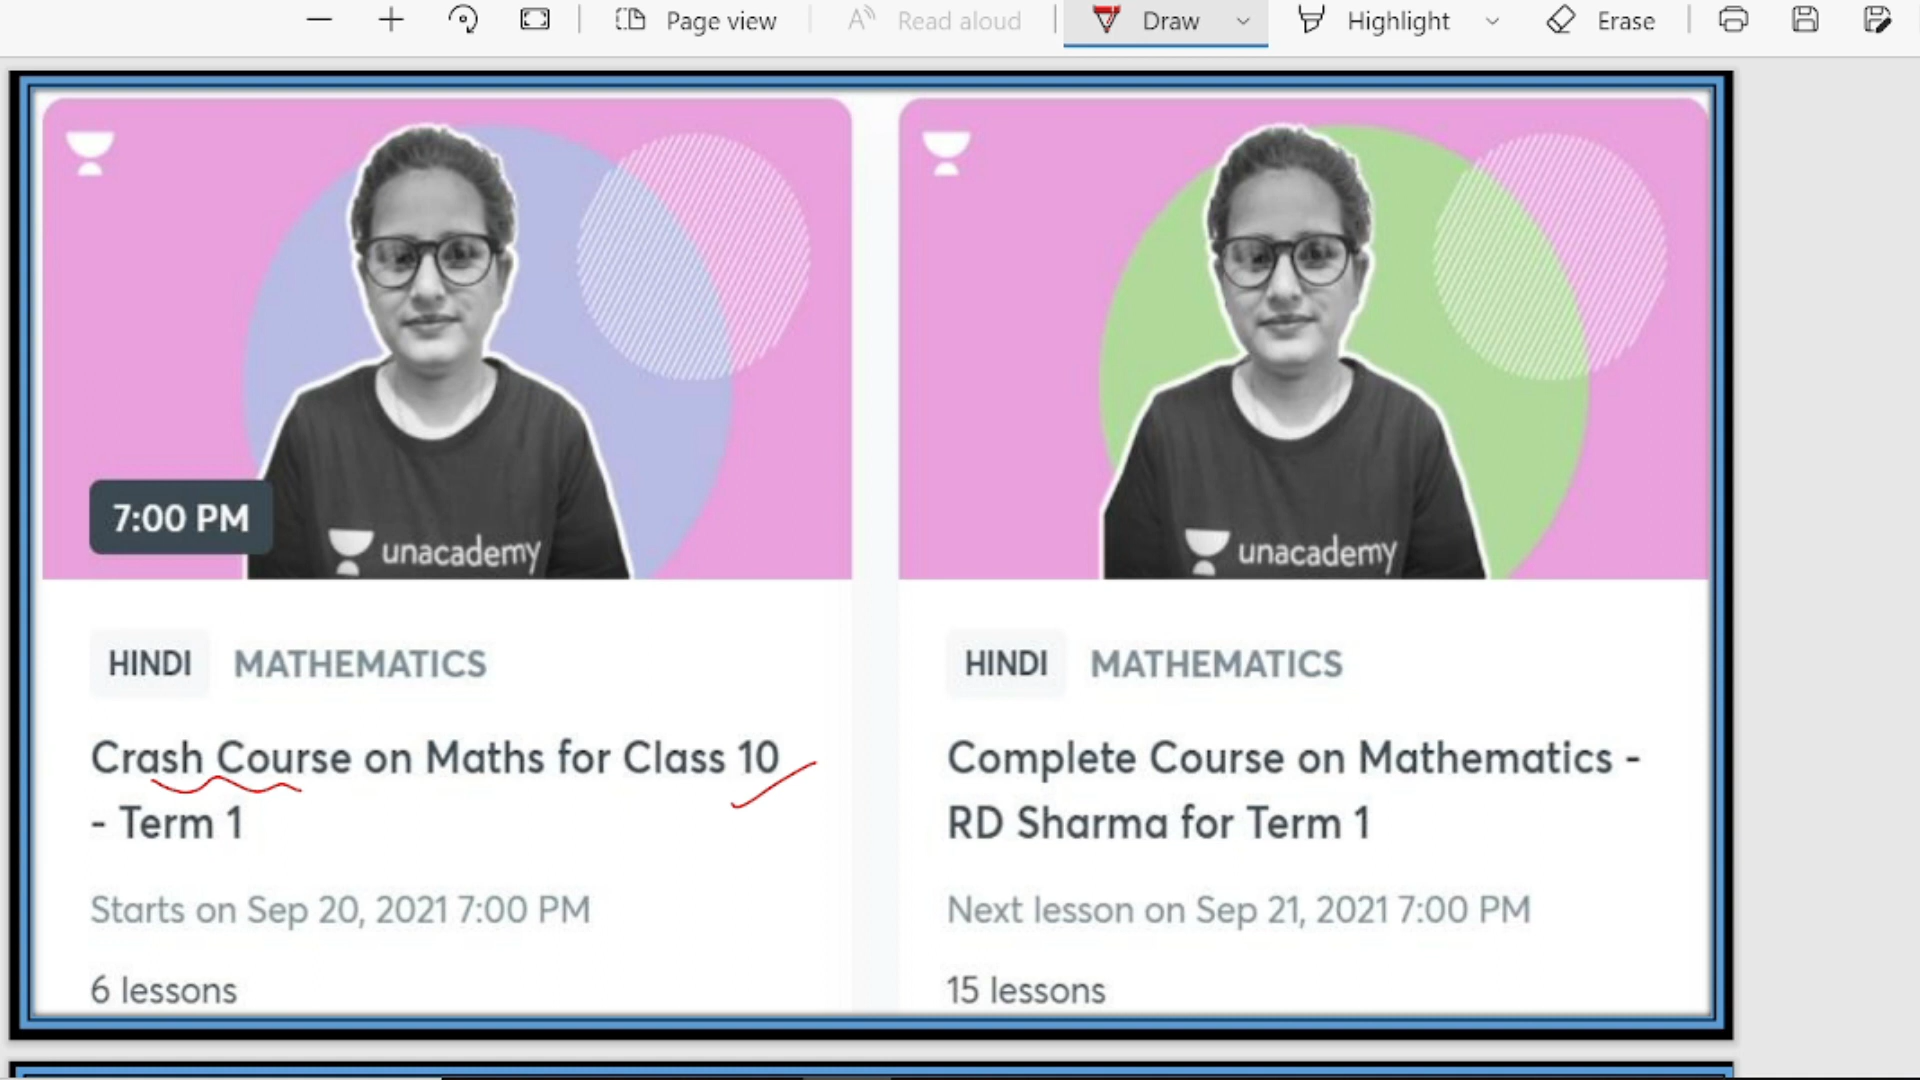 Page view
Read aloud
Draw
Highlight
Erase
7:00 PM
unacademy
HINDI MATHEMATICS
Crash Course on Maths for Class 10
- Term 1
Starts on Sep 20, 2021 7:00 PM
6 lessons
unacademy
HINDI MATHEMATICS
Complete Course on Mathematics -
RD Sharma for Term 1
Next lesson on Sep 21, 2021 7:00 PM
15 lessons